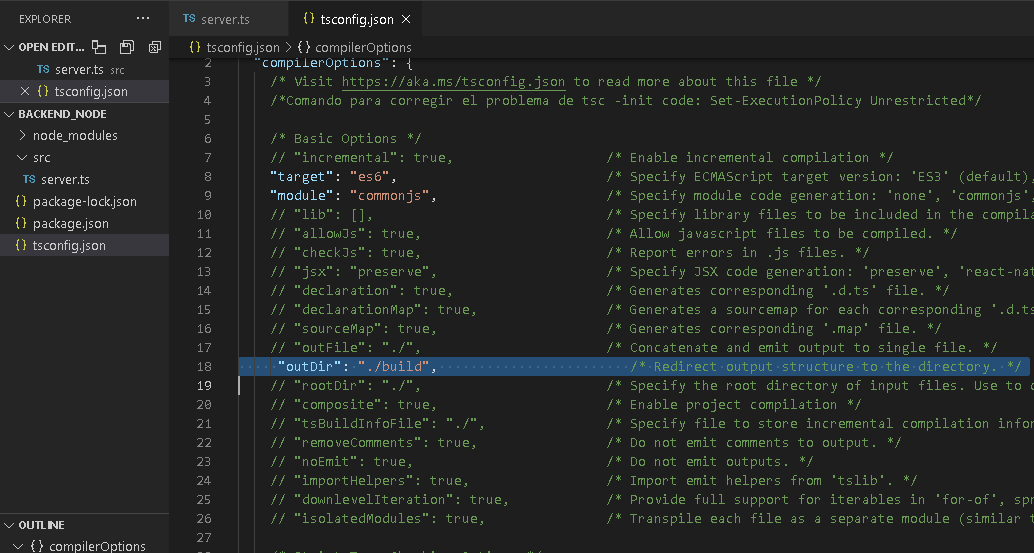 EXPLORER ···
OPEN EDIT...
TS server.ts src
{} tsconfig.json
BACKEND_NODE
node_modules
src
TS server.ts
{} package-lock.json
{} package.json
{} tsconfig.json
OUTLINE
{} compilerOptions
TS server.ts
{} tsconfig.json
{} tsconfig.json > {} compilerOptions
2 "compilerOptions": {
3 /* Visit https://aka.ms/tsconfig.json to read more about this file */
4 /*Comando para corregir el problema de tsc -init code: Set-ExecutionPolicy Unrestricted*/
5
6 /* Basic Options */
7 // "incremental": true, /* Enable incremental compilation */
8 "target": "es6", /* Specify ECMAScript target version: 'ES3' (default),
9 "module": "commonjs", /* Specify module code generation: 'none', 'commonjs',
10 // "lib": [], /* Specify library files to be included in the compila
11 // "allowJs": true, /* Allow javascript files to be compiled. */
12 // "checkJs": true, /* Report errors in .js files. */
13 // "jsx": "preserve", /* Specify JSX code generation: 'preserve', 'react-nat
14 // "declaration": true, /* Generates corresponding '.d.ts' file. */
15 // "declarationMap": true, /* Generates a sourcemap for each corresponding '.d.ts
16 // "sourceMap": true, /* Generates corresponding '.map' file. */
17 // "outFile": "./", /* Concatenate and emit output to single file. */
18 "outDir": "./build", /* Redirect output structure to the directory. */
19 // "rootDir": "./", /* Specify the root directory of input files. Use to c
20 // "composite": true, /* Enable project compilation */
21 // "tsBuildInfoFile": "./", /* Specify file to store incremental compilation infor
22 // "removeComments": true, /* Do not emit comments to output. */
23 // "noEmit": true, /* Do not emit outputs. */
24 // "importHelpers": true, /* Import emit helpers from 'tslib'. */
25 // "downlevelIteration": true, /* Provide full support for iterables in 'for-of', spr
26 // "isolatedModules": true, /* Transpile each file as a separate module (similar t
27